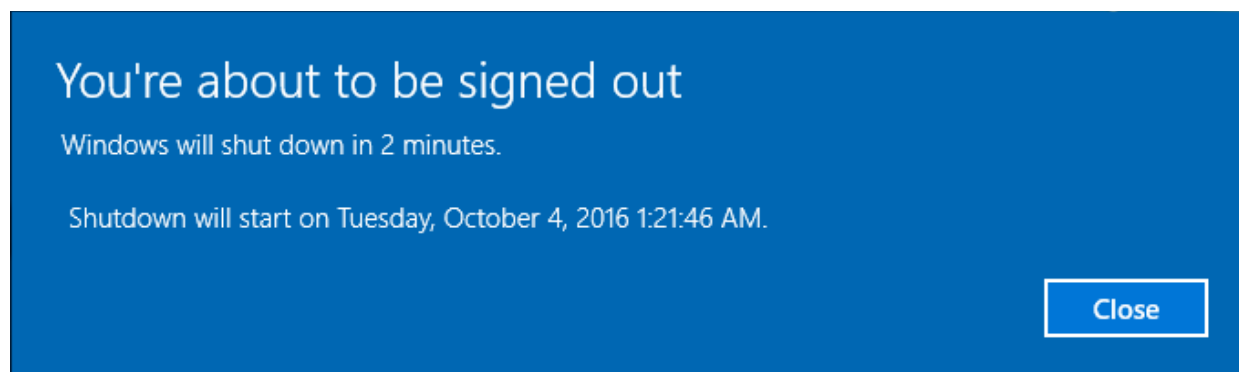 You're about to be signed out
Windows will shut down in 2 minutes.
Shutdown will start on Tuesday, October 4, 2016 1:21:46 AM.
Close